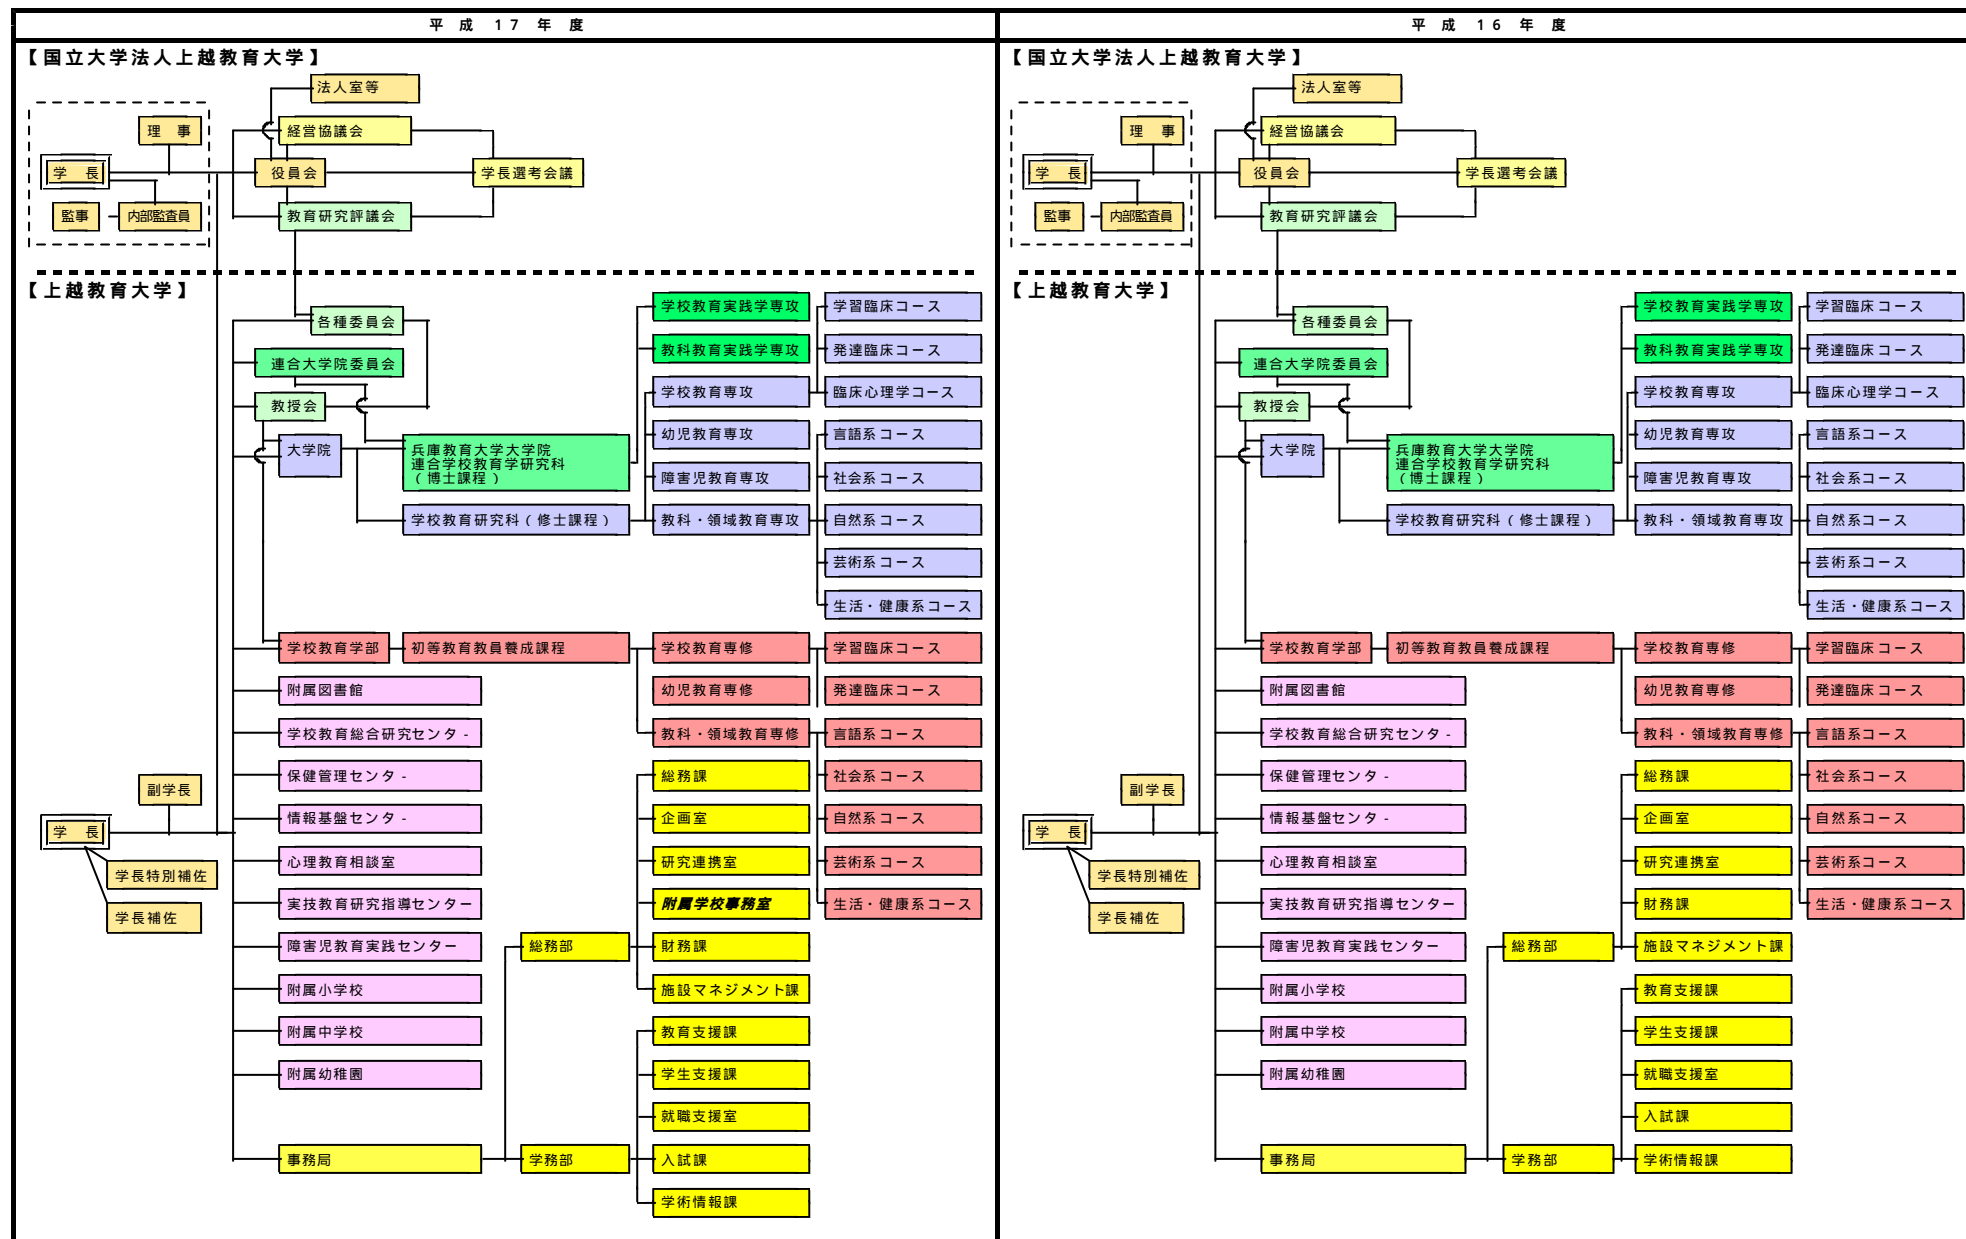 平 成 17 年 度
【国立大学法人上越教育大学】
法人室等
理 事
経営協議会
学 長
役員会
学長選考会議
監事
内部監査員
教育研究評議会
【上越教育大学】
各種委員会
連合大学院委員会
教授会
大学院
兵庫教育大学大学院
連合学校教育学研究科
(博士課程)
学校教育研究科(修士課程)
学校教育実践学専攻
教科教育実践学専攻
学校教育専攻
幼児教育専攻
障害児教育専攻
教科・領域教育専攻
学習臨床コース
発達臨床コース
臨床心理学コース
言語系コース
社会系コース
自然系コース
芸術系コース
生活・健康系コース
学校教育学部
初等教育教員養成課程
学校教育専修
幼児教育専修
教科・領域教育専修
学習臨床コース
発達臨床コース
言語系コース
社会系コース
自然系コース
芸術系コース
生活・健康系コース
附属図書館
学校教育総合研究センタ-
保健管理センタ-
情報基盤センタ-
心理教育相談室
実技教育研究指導センター
障害児教育実践センター
附属小学校
附属中学校
附属幼稚園
副学長
学 長
学長特別補佐
学長補佐
事務局
総務部
総務課
企画室
研究連携室
附属学校事務室
財務課
施設マネジメント課
学務部
教育支援課
学生支援課
就職支援室
入試課
学術情報課
平 成 16 年 度
【国立大学法人上越教育大学】
法人室等
理 事
経営協議会
学 長
役員会
学長選考会議
監事
内部監査員
教育研究評議会
【上越教育大学】
各種委員会
連合大学院委員会
教授会
大学院
兵庫教育大学大学院
連合学校教育学研究科
(博士課程)
学校教育研究科(修士課程)
学校教育実践学専攻
教科教育実践学専攻
学校教育専攻
幼児教育専攻
障害児教育専攻
教科・領域教育専攻
学習臨床コース
発達臨床コース
臨床心理学コース
言語系コース
社会系コース
自然系コース
芸術系コース
生活・健康系コース
学校教育学部
初等教育教員養成課程
学校教育専修
幼児教育専修
教科・領域教育専修
学習臨床コース
発達臨床コース
言語系コース
社会系コース
自然系コース
芸術系コース
生活・健康系コース
附属図書館
学校教育総合研究センタ-
保健管理センタ-
情報基盤センタ-
心理教育相談室
実技教育研究指導センター
障害児教育実践センター
附属小学校
附属中学校
附属幼稚園
副学長
学 長
学長特別補佐
学長補佐
事務局
総務部
総務課
企画室
研究連携室
財務課
施設マネジメント課
学務部
教育支援課
学生支援課
就職支援室
入試課
学術情報課